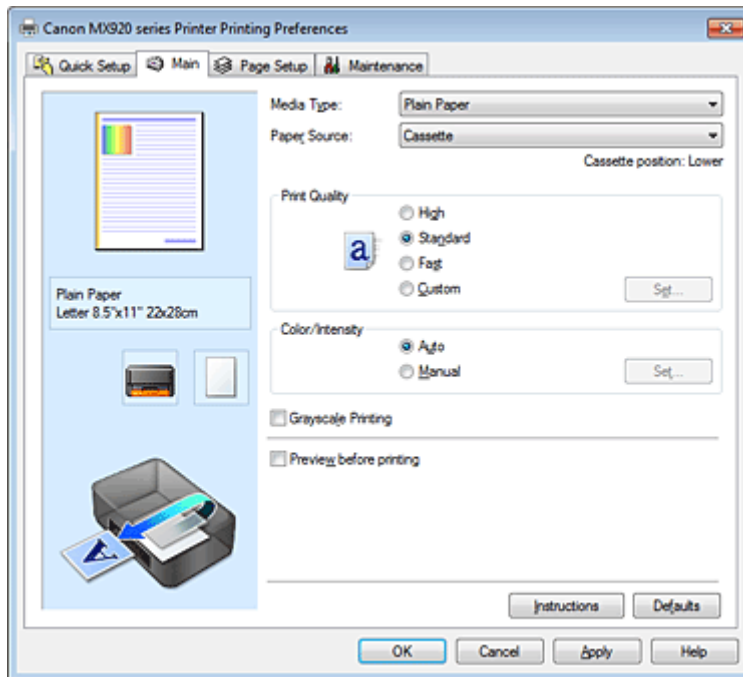 Canon MX920 series Printer Printing Preferences
Quick Setup Main Page Setup Maintenance
Media Type: Plain Paper
Paper Source: Cassette
Cassette position: Lower
Print Quality
High
a Standard
Fast
Custom Set...
Plain Paper
Letter 8.5"x11" 22x28cm
Color/Intensity
Auto
Manual Set...
Grayscale Printing
Preview before printing
A
Instructions Defaults
OK Cancel Apply Help